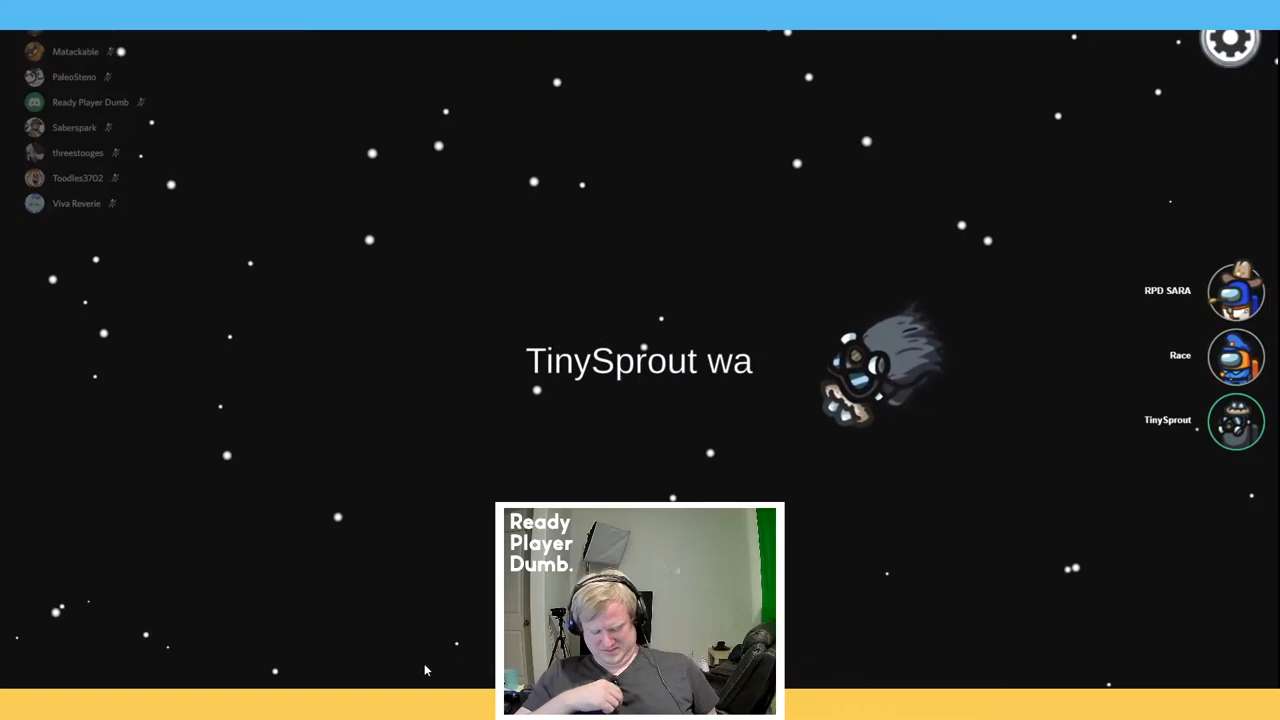 Matackable
PaleoSteno
Ready Player Dumb
Saberspark
threestooges
Toodles3702
Viva Reverie
RPD SARA
Race
TinySprout
TinySprout wa
Ready
Player
Dumb.